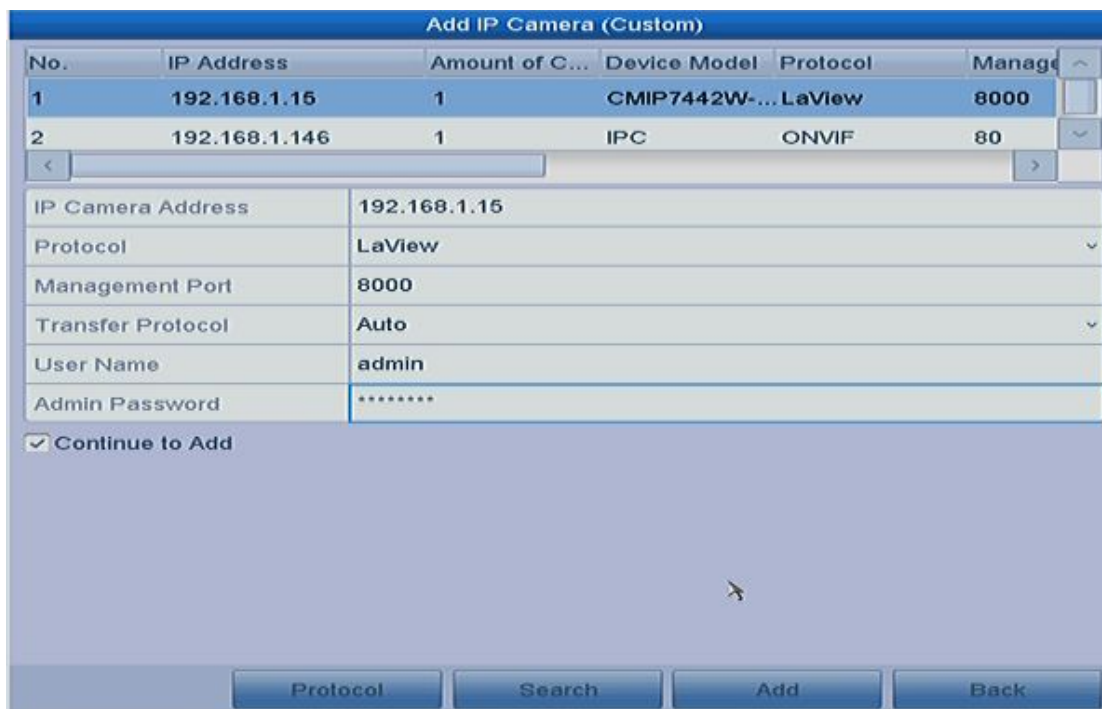 Add IP Camera (Custom)
No. IP Address Amount of C... Device Model Protocol Manage
1 192.168.1.15 1 CMIP7442W-... LaView 8000
2 192.168.1.146 1 IPC ONVIF 80
IP Camera Address 192.168.1.15
Protocol LaView
Management Port 8000
Transfer Protocol Auto
User Name admin
Admin Password ********
Continue to Add
Protocol Search Add Back